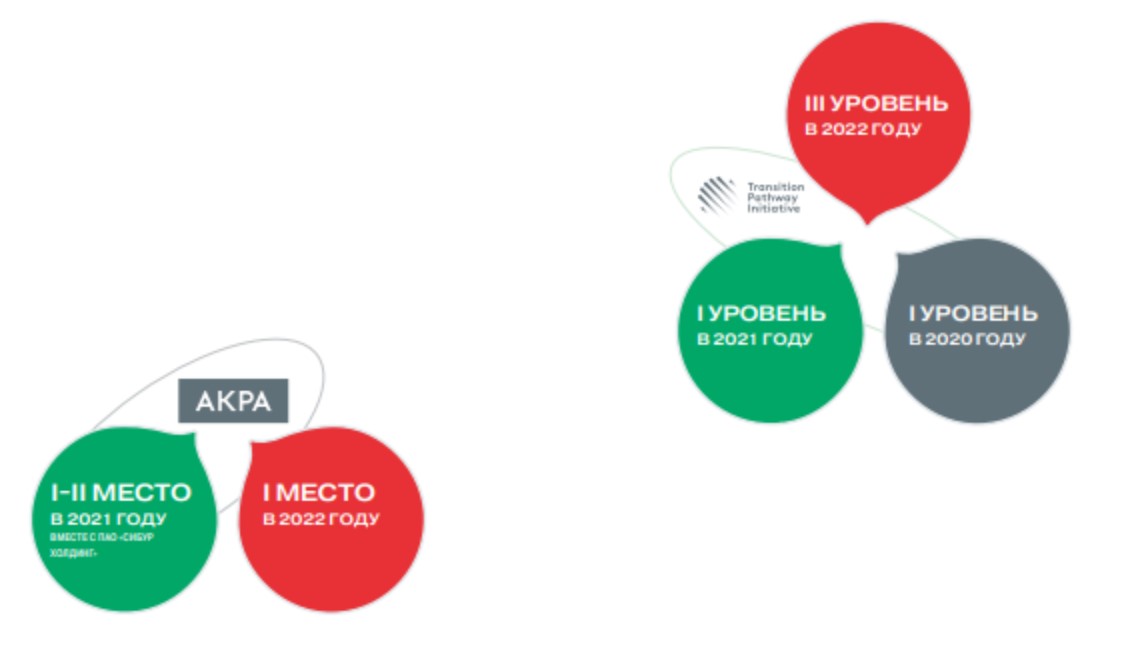 III УРОВЕНЬ
В 2022 ГОДУ
Transition
Pathway
Initiative
I УРОВЕНЬ
В 2021 ГОДУ
I УРОВЕНЬ
В 2020 ГОДУ
АКРА
I-II МЕСТО
В 2021 ГОДУ
ВМЕСТЕ С ПАО «СИБУР
ХОЛДИНГ»
I МЕСТО
В 2022 ГОДУ